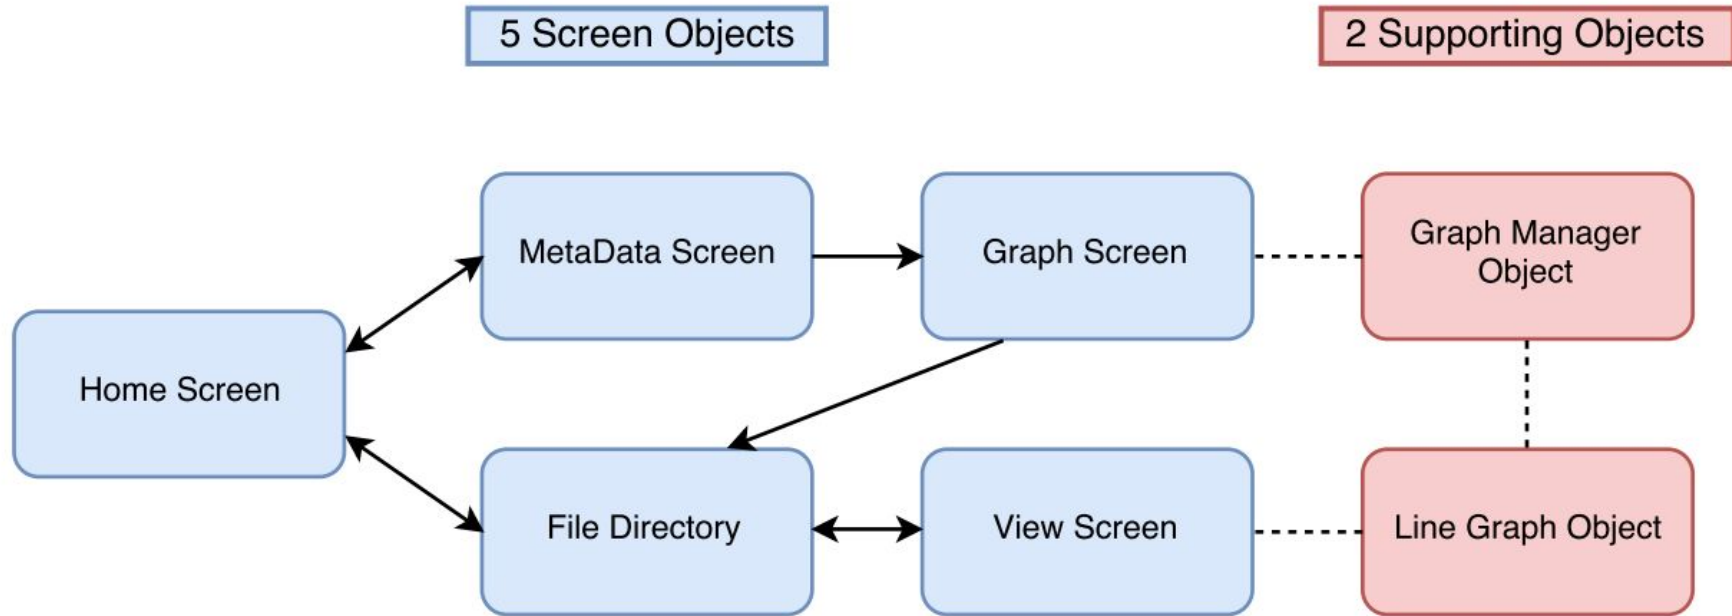 5 Screen Objects
2 Supporting Objects
MetaData Screen
Graph Screen
Graph Manager
Object
Home Screen
File Directory
View Screen
Line Graph Object